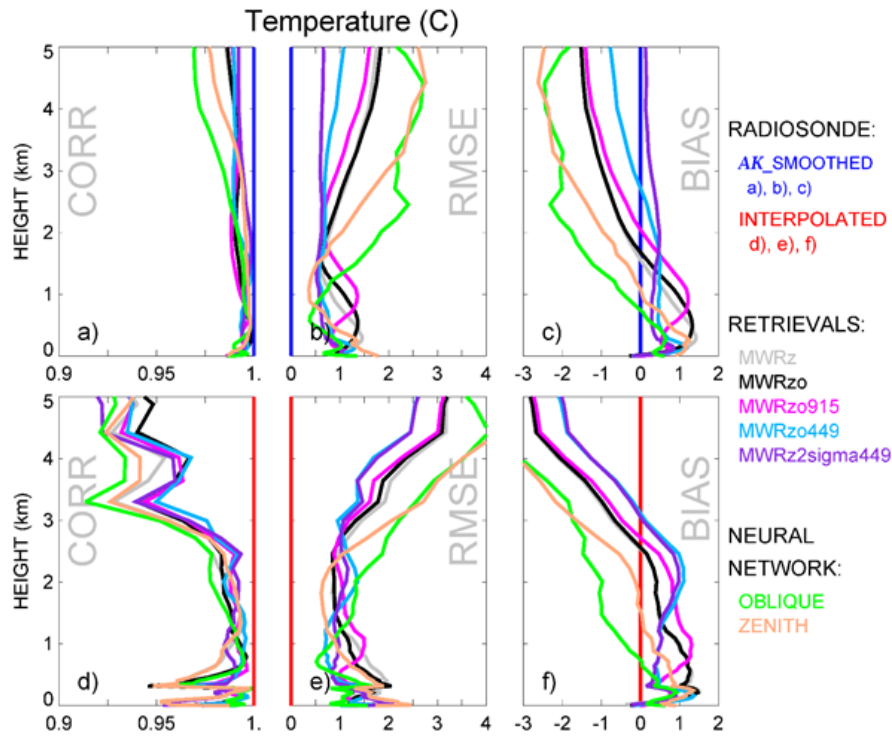 Temperature (C)
5
4
3
2
1
0
HEIGHT (km)
CORR
a)
0.9
0.95
1.
RMSE
b)
0
1
2
3
4
BIAS
c)
-3
-2
-1
0
1
2
5
4
3
2
1
0
HEIGHT (km)
CORR
d)
0.9
0.95
1.
RMSE
e)
0
1
2
3
4
BIAS
f)
-3
-2
-1
0
1
2
RADIOSONDE:
AK_SMOOTHED
a), b), c)
INTERPOLATED
d), e), f)
RETRIEVALS:
MWRz
MWRzo
MWRzo915
MWRzo449
MWRz2sigma449
NEURAL
NETWORK:
OBLIQUE
ZENITH